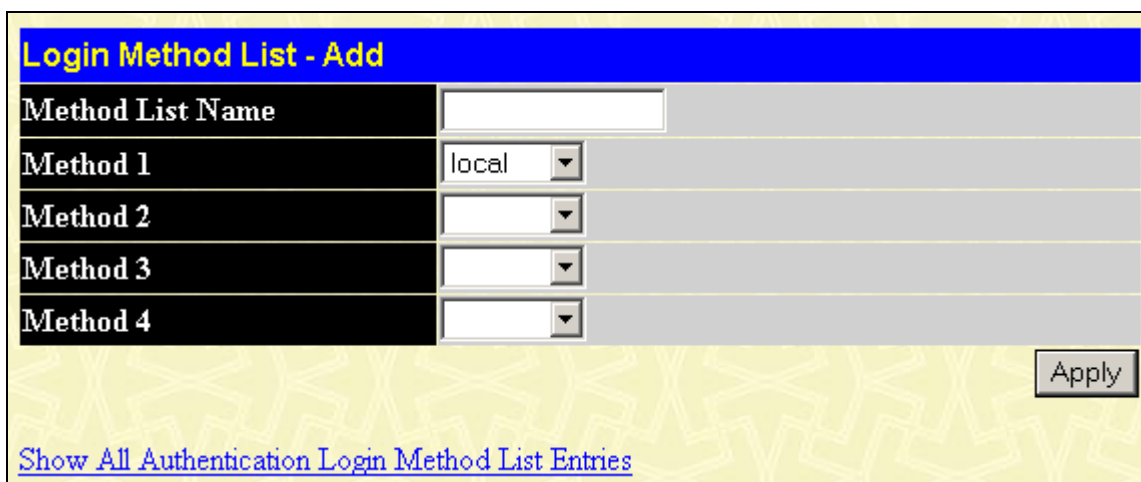 Login Method List - Add
Method List Name
Method 1 local
Method 2
Method 3
Method 4
Apply
Show All Authentication Login Method List Entries